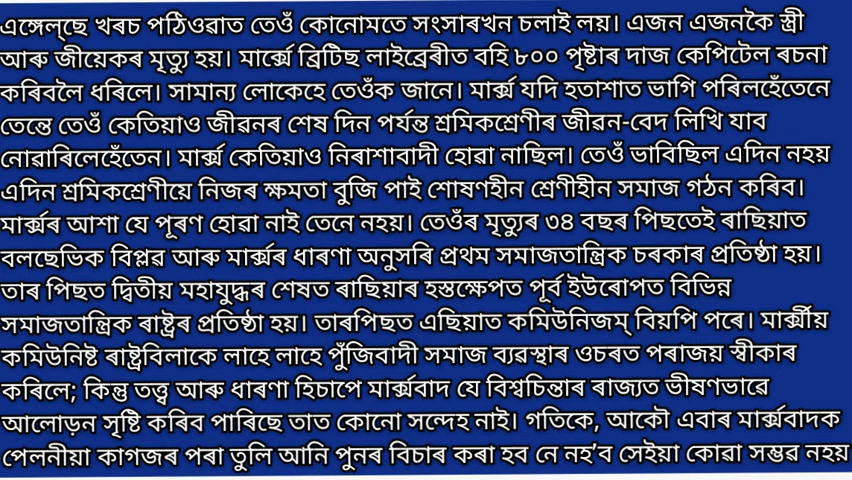 এংগেল্‌ছে খৰচ পঠিওৱাত তেওঁ কোনোমতে সংসাৰখন চলাই লয়। এজন এজনকৈ স্ত্ৰী
আৰু জীয়েকৰ মৃত্যু হয়। মাৰ্ক্সে ব্ৰিটিছ লাইব্ৰেৰীত বহি ৮০০ পৃষ্টাৰ দাজ কেপিটেল ৰচনা
কৰিবলৈ ধৰিলে। সামান্য লোকেহে তেওঁক জানে। মাৰ্ক্স যদি হতাশাত ভাগি পৰিলহেঁতেনে
তেন্তে তেওঁ কেতিয়াও জীৱনৰ শেষ দিন পৰ্যন্ত শ্ৰমিকশ্ৰেণীৰ জীৱন-বেদ লিখি যাব
নোৱাৰিলেহেঁতেন। মাৰ্ক্স কেতিয়াও নিৰাশাবাদী হোৱা নাছিল। তেওঁ ভাবিছিল এদিন নহয়
এদিন শ্ৰমিকশ্ৰেণীয়ে নিজৰ ক্ষমতা বুজি পাই শোষণহীন শ্ৰেণীহীন সমাজ গঠন কৰিব।
মাৰ্ক্সৰ আশা যে পূৰণ হোৱা নাই তেনে নহয়। তেওঁৰ মৃত্যুৰ ৩৪ বছৰ পিছতেই ৰাছিয়াত
বলছেভিক বিপ্লৱ আৰু মাৰ্ক্সৰ ধাৰণা অনুসৰি প্ৰথম সমাজতান্ত্ৰিক চৰকাৰ প্ৰতিষ্ঠা হয়।
তাৰ পিছত দ্বিতীয় মহাযুদ্ধৰ শেষত ৰাছিয়াৰ হস্তক্ষেপত পূৰ্ব ইউৰোপত বিভিন্ন
সমাজতান্ত্ৰিক ৰাষ্ট্ৰৰ প্ৰতিষ্ঠা হয়। তাৰপিছত এছিয়াত কমিউনিজম্ বিয়পি পৰে। মাৰ্ক্সীয়
কমিউনিষ্ট ৰাষ্ট্ৰবিলাকে লাহে লাহে পুঁজিবাদী সমাজ ব্যৱস্থাৰ ওচৰত পৰাজয় স্বীকাৰ
কৰিলে; কিন্তু তত্ত্ব আৰু ধাৰণা হিচাপে মাৰ্ক্সবাদ যে বিশ্বচিন্তাৰ ৰাজ্যত ভীষণভাৱে
আলোড়ন সৃষ্টি কৰিব পাৰিছে তাত কোনো সন্দেহ নাই। গতিকে, আকৌ এবাৰ মাৰ্ক্সবাদক
পেলনীয়া কাগজৰ পৰা তুলি আনি পুনৰ বিচাৰ কৰা হব নে নহ’ব সেইয়া কোৱা সম্ভৱ নহয়